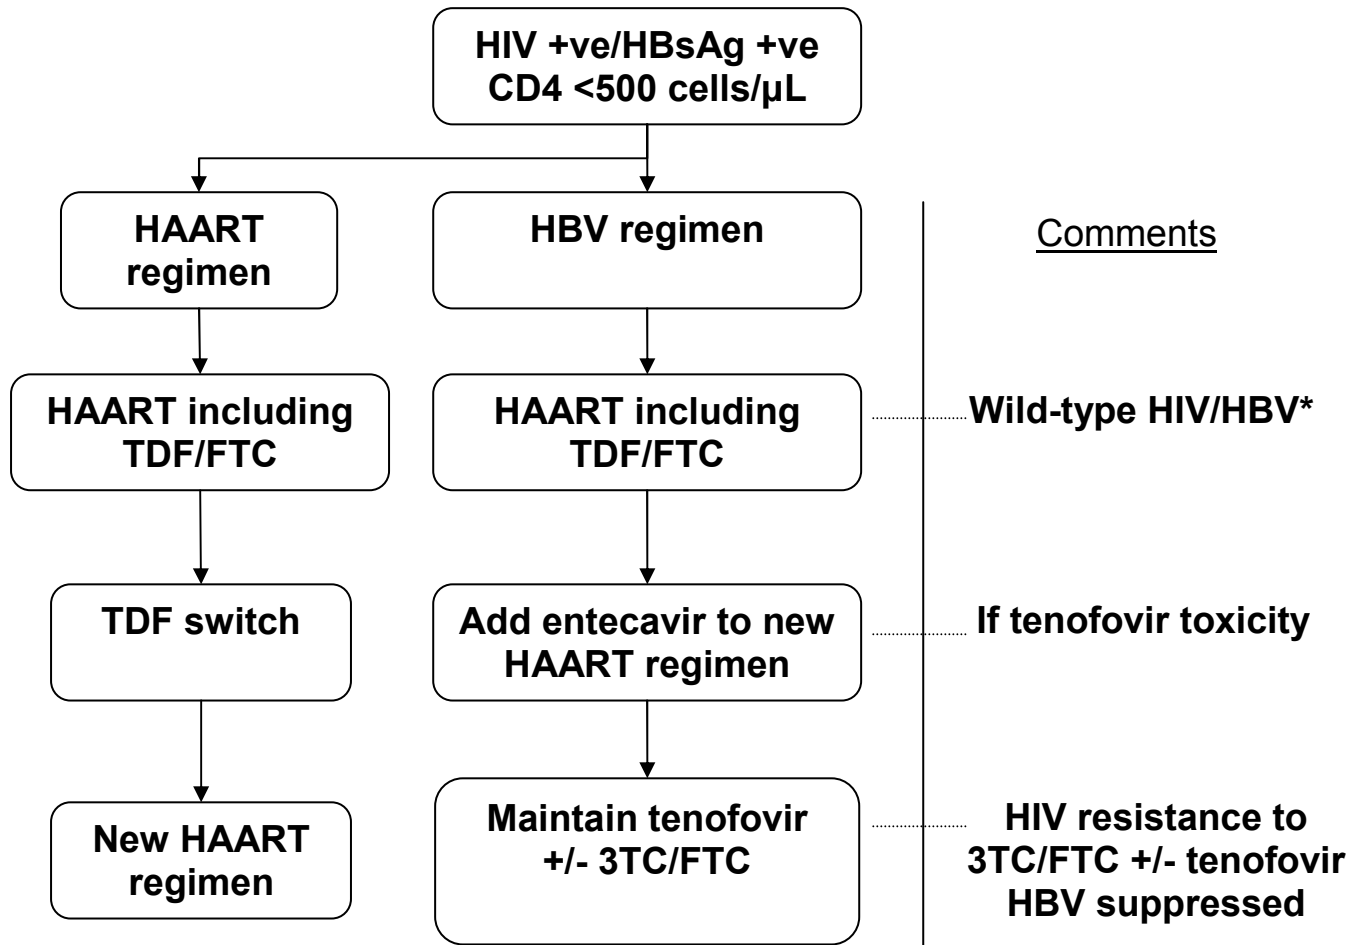 HIV +ve/HBsAg +ve
CD4 <500 cells/µL
HAART
regimen
HBV regimen
Comments
HAART including
TDF/FTC
HAART including
TDF/FTC
Wild-type HIV/HBV*
TDF switch
Add entecavir to new
HAART regimen
If tenofovir toxicity
New HAART
regimen
Maintain tenofovir
+/- 3TC/FTC
HIV resistance to
3TC/FTC +/- tenofovir
HBV suppressed